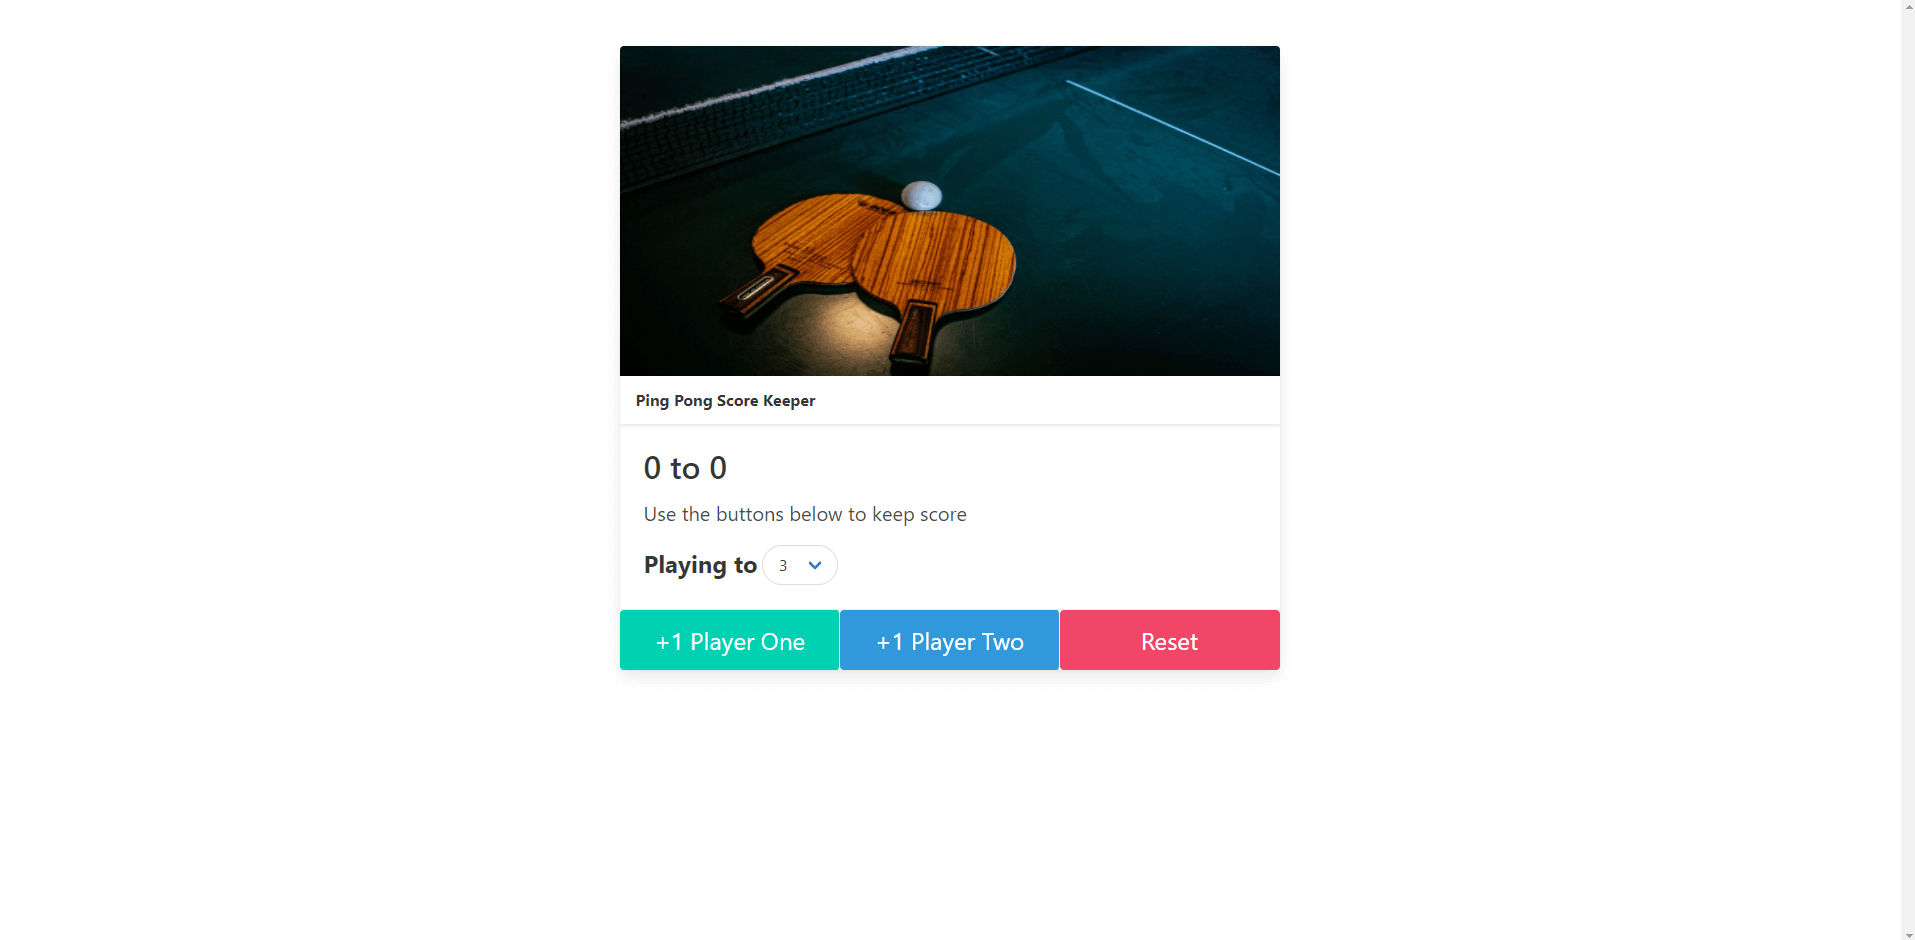 Ping Pong Score Keeper
0 to 0
Use the buttons below to keep score
Playing to 3
+1 Player One +1 Player Two Reset